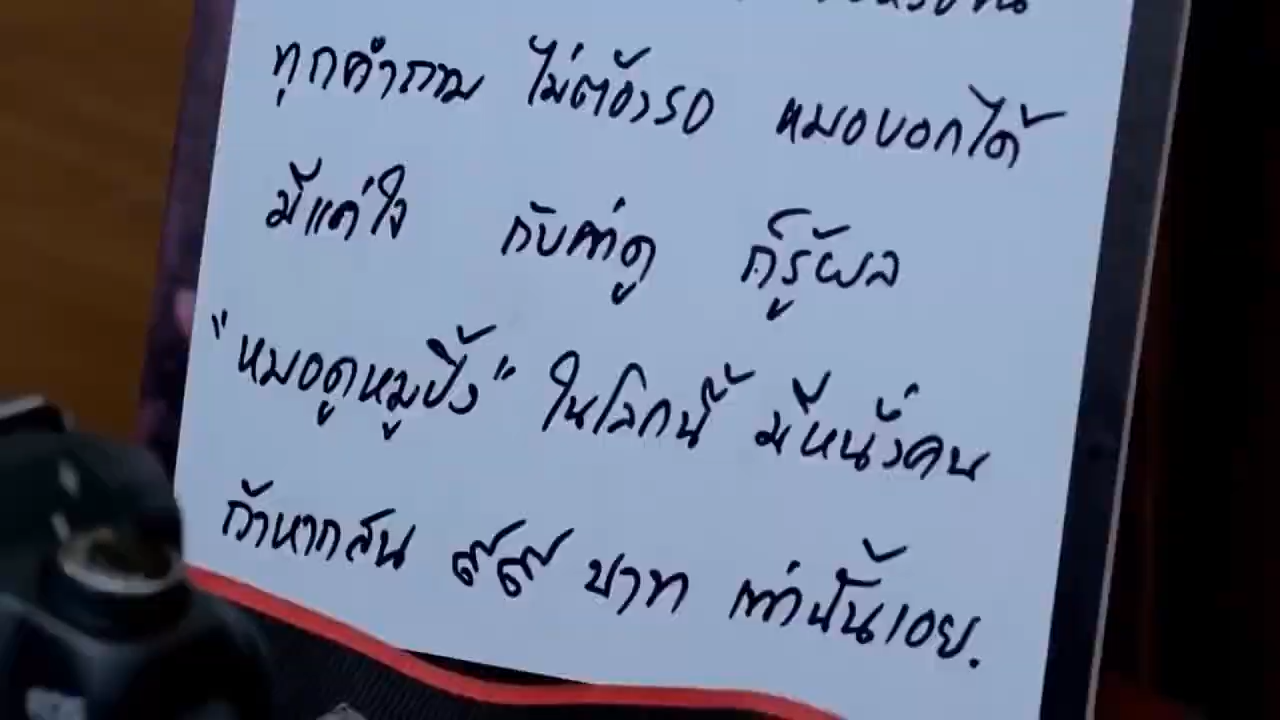 ทุกคำถาม ไม่ต้องรอ หมอบอกได้
มีแค่ใจ กับค่าดู ก็รู้ผล
"หมอดูหมูปิ้ง" ในโลกนี้ มีหนึ่งคน
ถ้าหากสน ๙๙ บาท เท่านั้นเอย.